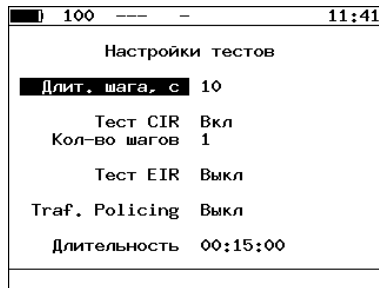 100 --- - 11:41
Настройки тестов
Длит. шага, с 10
Тест CIR Вкл
Кол-во шагов 1
Тест EIR Выкл
Traf. Policing Выкл
Длительность 00:15:00